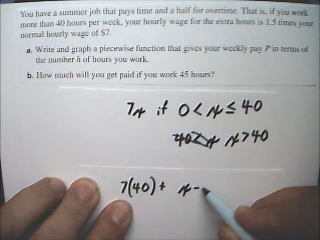 You have a summer job that pays time and a half for overtime. That is, if you work
more than 40 hours per week, your hourly wage for the extra hours is 1.5 times your
normal hourly wage of $7.
a. Write and graph a piecewise function that gives your weekly pay P in terms of
the number h of hours you work.
b. How much will you get paid if you work 45 hours?
7h if 0 < h ≤ 40
h > 40
7(40) + h -